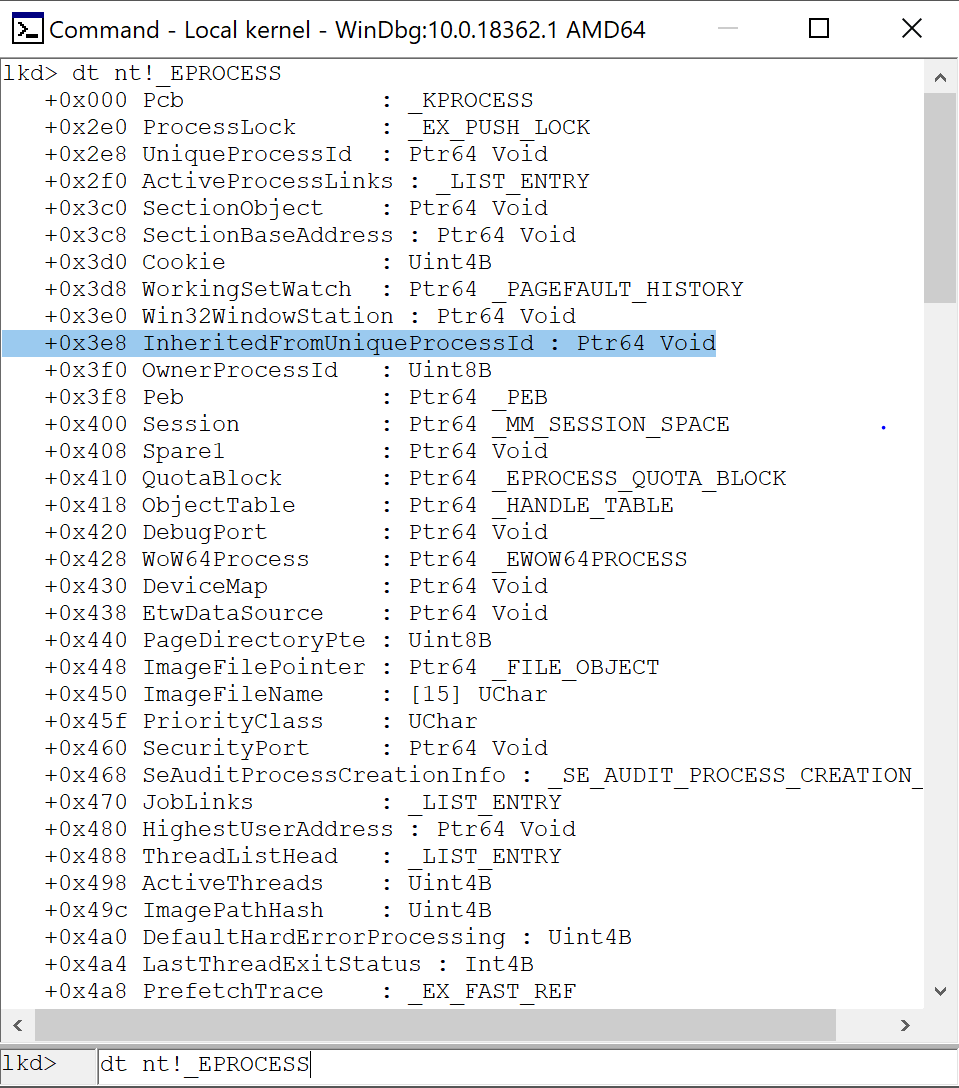 Command - Local kernel - WinDbg:10.0.18362.1 AMD64
lkd> dt nt!_EPROCESS
+0x000 Pcb : _KPROCESS
+0x2e0 ProcessLock : _EX_PUSH_LOCK
+0x2e8 UniqueProcessId : Ptr64 Void
+0x2f0 ActiveProcessLinks : _LIST_ENTRY
+0x3c0 SectionObject : Ptr64 Void
+0x3c8 SectionBaseAddress : Ptr64 Void
+0x3d0 Cookie : Uint4B
+0x3d8 WorkingSetWatch : Ptr64 _PAGEFAULT_HISTORY
+0x3e0 Win32WindowStation : Ptr64 Void
+0x3e8 InheritedFromUniqueProcessId : Ptr64 Void
+0x3f0 OwnerProcessId : Uint8B
+0x3f8 Peb : Ptr64 _PEB
+0x400 Session : Ptr64 _MM_SESSION_SPACE
+0x408 Spare1 : Ptr64 Void
+0x410 QuotaBlock : Ptr64 _EPROCESS_QUOTA_BLOCK
+0x418 ObjectTable : Ptr64 _HANDLE_TABLE
+0x420 DebugPort : Ptr64 Void
+0x428 WoW64Process : Ptr64 _EWOW64PROCESS
+0x430 DeviceMap : Ptr64 Void
+0x438 EtwDataSource : Ptr64 Void
+0x440 PageDirectoryPte : Uint8B
+0x448 ImageFilePointer : Ptr64 _FILE_OBJECT
+0x450 ImageFileName : [15] UChar
+0x45f PriorityClass : UChar
+0x460 SecurityPort : Ptr64 Void
+0x468 SeAuditProcessCreationInfo : _SE_AUDIT_PROCESS_CREATION_
+0x470 JobLinks : _LIST_ENTRY
+0x480 HighestUserAddress : Ptr64 Void
+0x488 ThreadListHead : _LIST_ENTRY
+0x498 ActiveThreads : Uint4B
+0x49c ImagePathHash : Uint4B
+0x4a0 DefaultHardErrorProcessing : Uint4B
+0x4a4 LastThreadExitStatus : Int4B
+0x4a8 PrefetchTrace : _EX_FAST_REF
lkd> dt nt!_EPROCESS